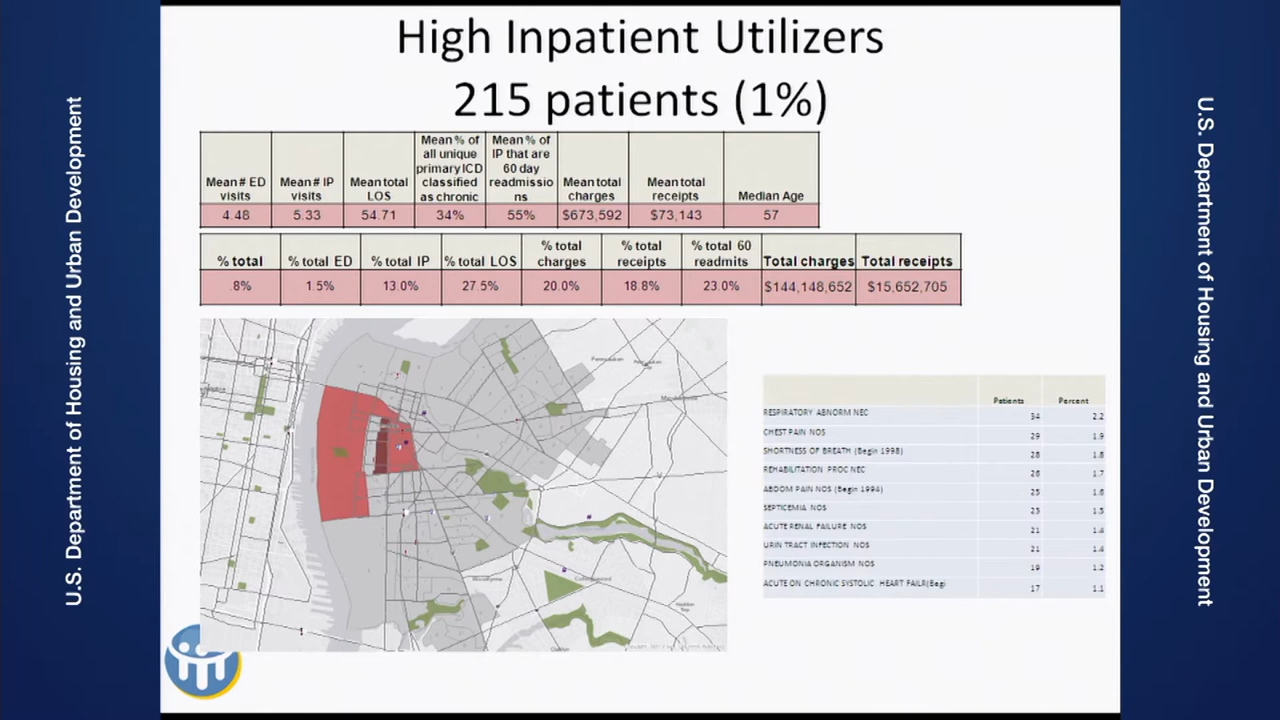 High Inpatient Utilizers
215 patients (1%)
Mean # ED visits
Mean # IP visits
Mean total LOS
Mean % of all unique primary ICD classified as chronic
Mean % of IP that are 60 day readmissio ns
Mean total charges
Mean total receipts
Median Age
4.48 5.33 54.71 34% 55% $673,592 $73,143 57
% total
% total ED
% total IP
% total LOS
% total charges
% total receipts
% total 60 readmits
Total charges
Total receipts
.8% 1.5% 13.0% 27.5% 20.0% 18.8% 23.0% $144,148,652 $15,652,705
Patients Percent
RESPIRATORY ABNORM NEC 34 2.2
CHEST PAIN NOS 29 1.9
SHORTNESS OF BREATH (Begin 1998) 28 1.8
REHABILITATION PROC NEC 26 1.7
ABDOM PAIN NOS (Begin 1994) 25 1.6
SEPTICEMIA NOS 23 1.5
ACUTE RENAL FAILURE NOS 21 1.4
URIN TRACT INFECTION NOS 21 1.4
PNEUMONIA ORGANISM NOS 19 1.2
ACUTE ON CHRONIC SYSTOLIC HEART FAILR(Begi 17 1.1
U.S. Department of Housing and Urban Development
U.S. Department of Housing and Urban Development